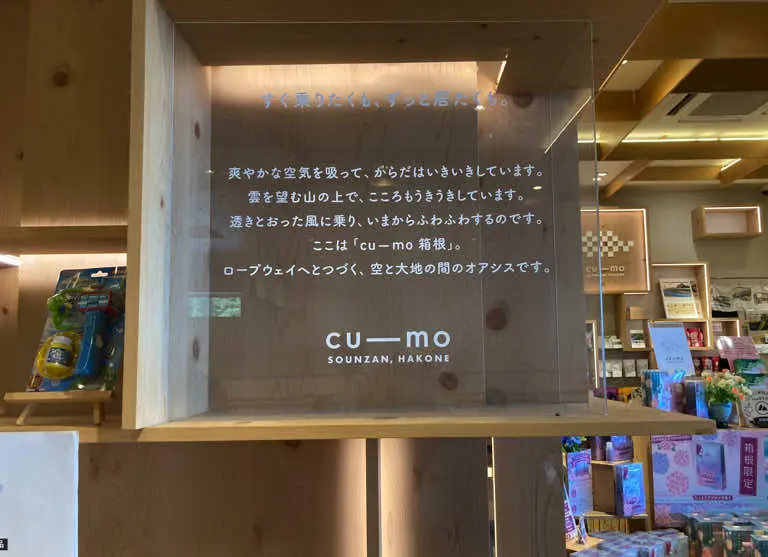 すぐ乗りたくも、ずっと居たくも。
爽やかな空気を吸って、からだはいきいきしています。
雲を望む山の上で、こころもうきうきしています。
透きとおった風に乗り、いまからふわふわするのです。
ここは「cu—mo 箱根」。
ロープウェイへとつづく、空と大地の間のオアシスです。
cu—mo
SOUNZAN, HAKONE
cu—mo
cu—mo
箱根限定
品